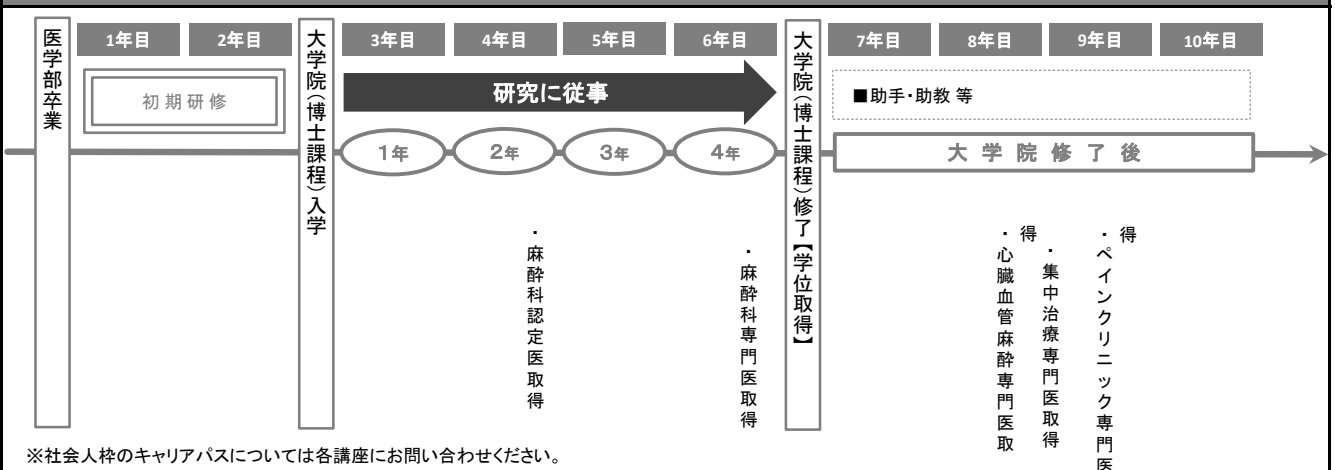 医学部卒業
1年目
2年目
初期研修
大学院(博士課程)入学
3年目
4年目
5年目
6年目
研究に従事
1年
2年
3年
4年
・麻酔科認定医取得
・麻酔科専門医取得
大学院(博士課程)修了【学位取得】
7年目
8年目
9年目
10年目
■助手・助教 等
大学院修了後
・心臓血管麻酔専門医取
得
・集中治療専門医取得
・ペインクリニック専門医
得
※社会人枠のキャリアパスについては各講座にお問い合わせください。